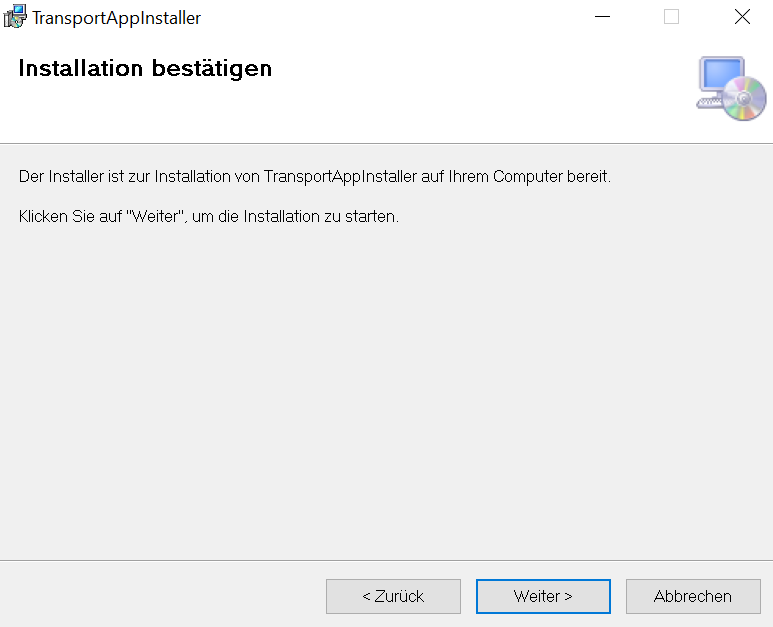 TransportAppInstaller
Installation bestätigen
Der Installer ist zur Installation von TransportAppInstaller auf Ihrem Computer bereit.
Klicken Sie auf "Weiter", um die Installation zu starten.
< Zurück
Weiter >
Abbrechen